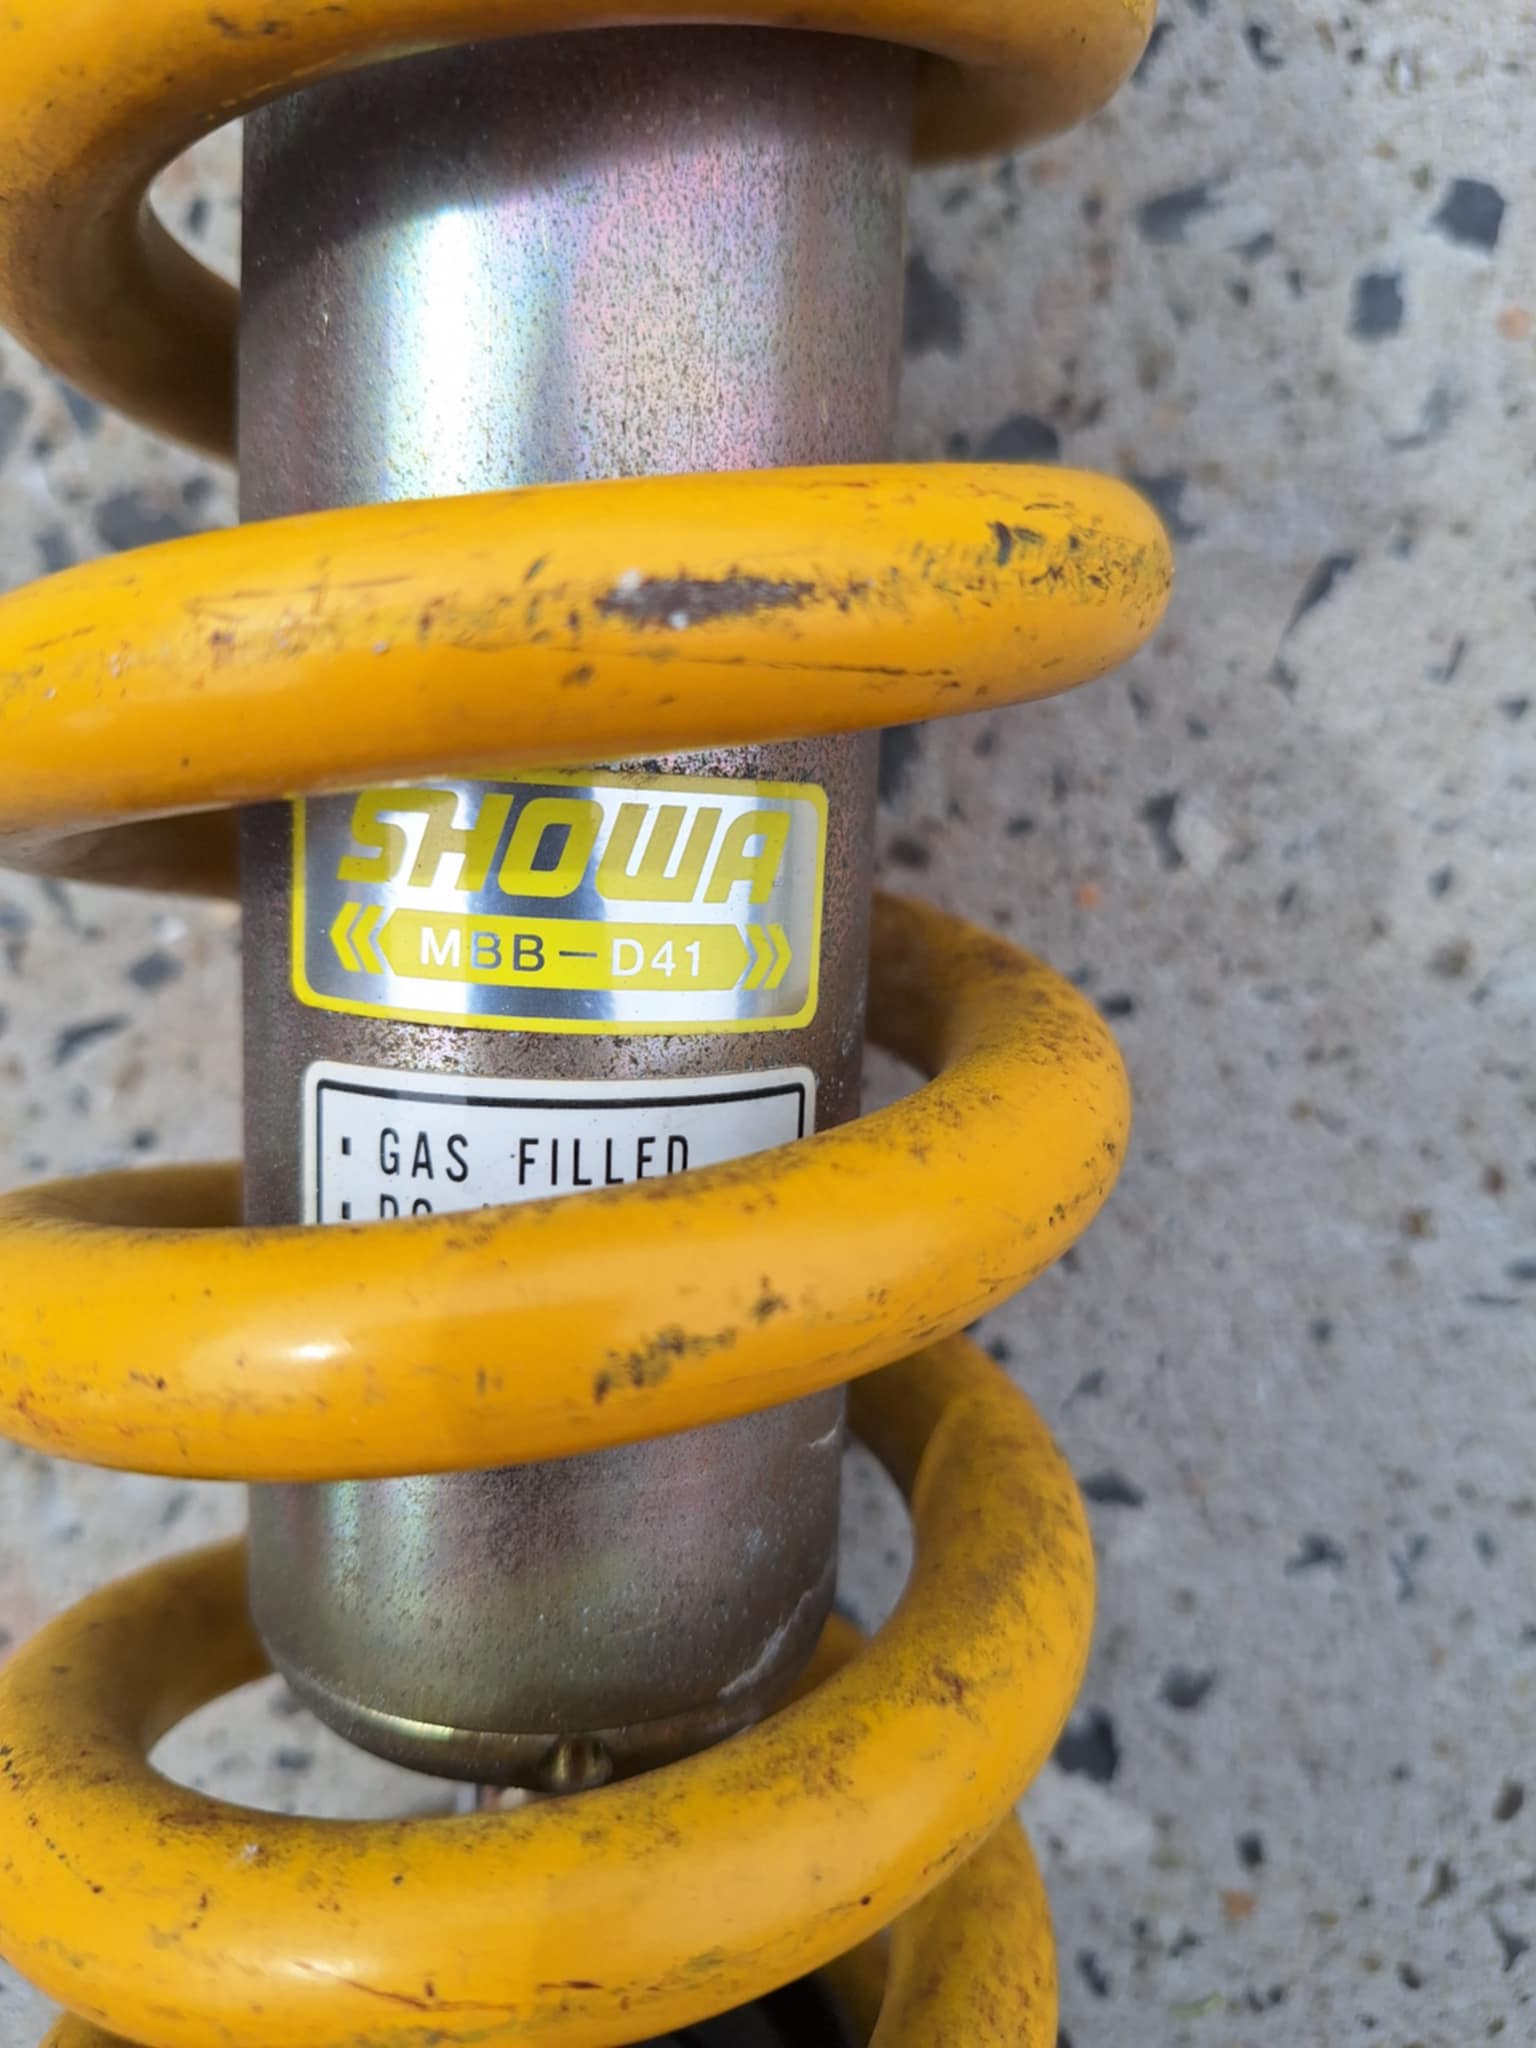 SHOWA
MBB-D41
· GAS FILLED